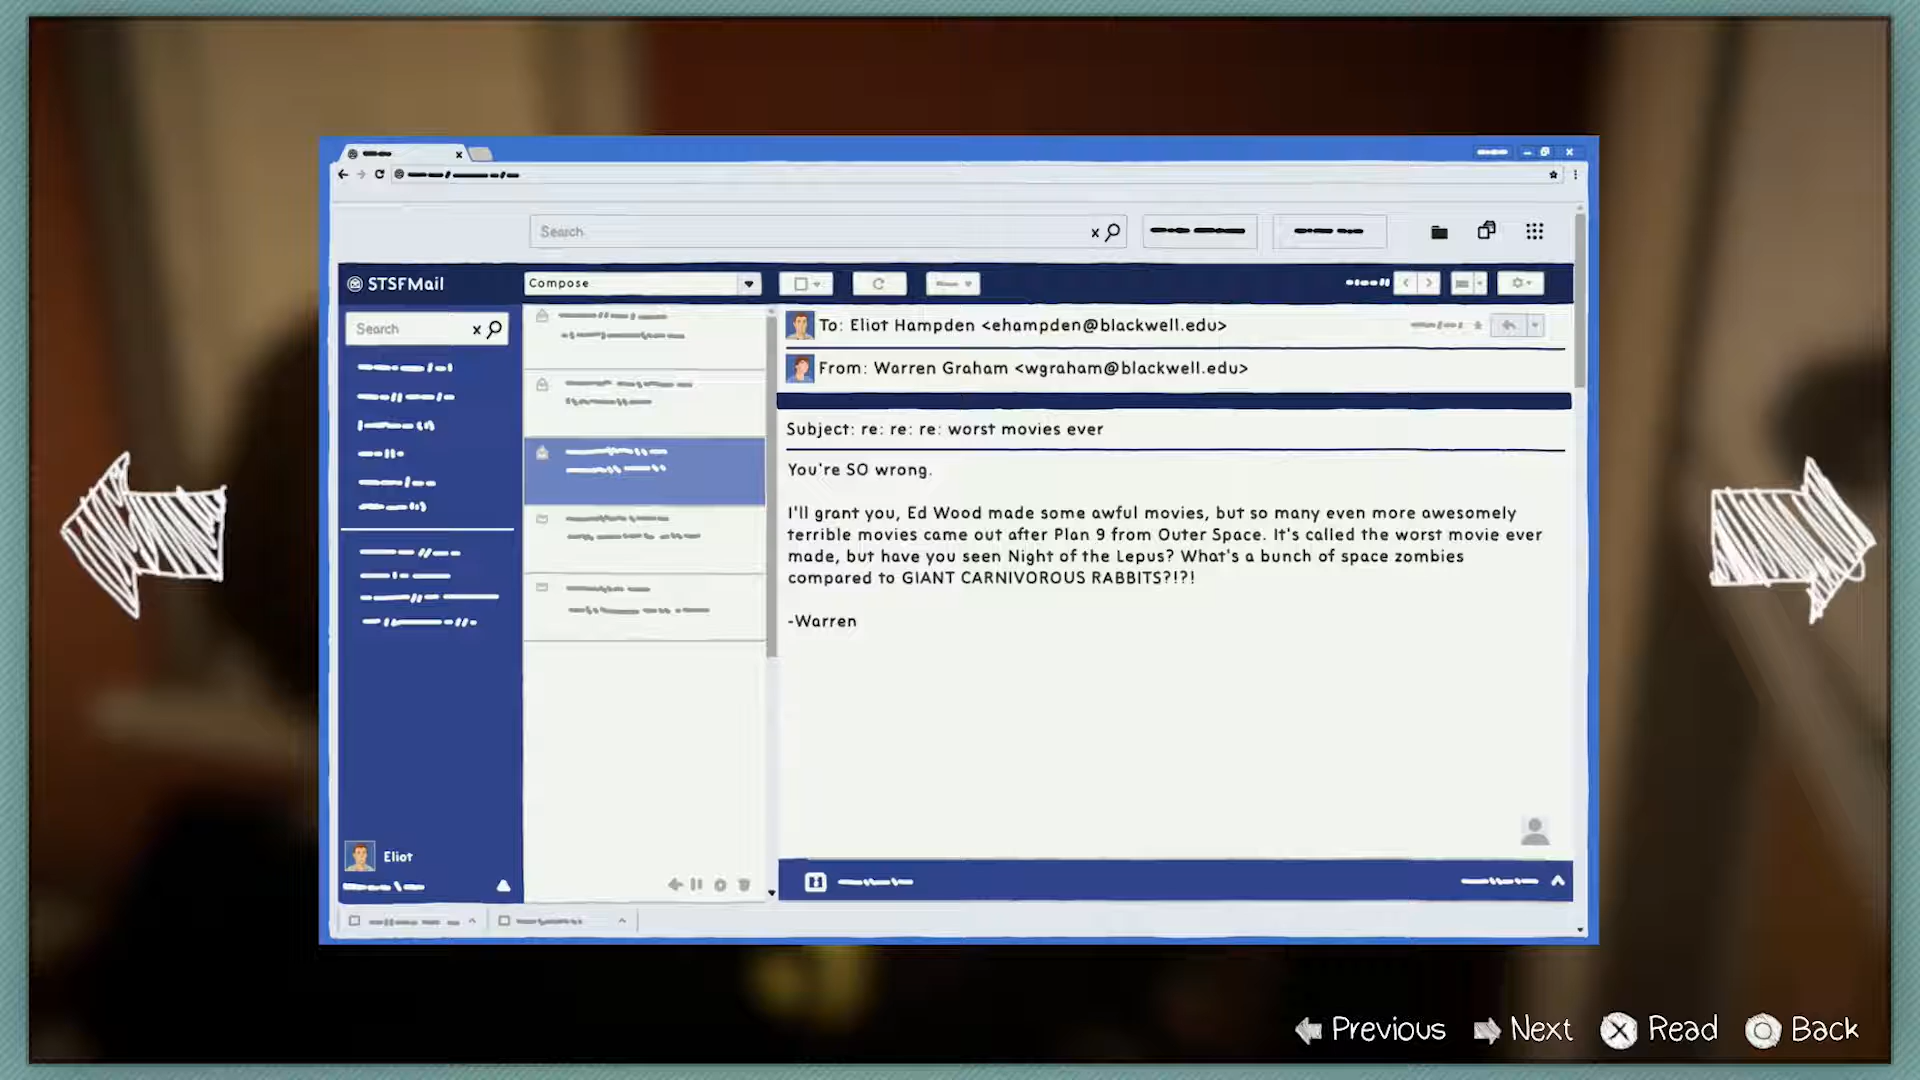 Search
STSFMail
Compose
Search
To: Eliot Hampden <ehampden@blackwell.edu>
From: Warren Graham <wgraham@blackwell.edu>
Subject: re: re: re: worst movies ever
You're SO wrong.
I'll grant you, Ed Wood made some awful movies, but so many even more awesomely
terrible movies came out after Plan 9 from Outer Space. It's called the worst movie ever
made, but have you seen Night of the Lepus? What's a bunch of space zombies
compared to GIANT CARNIVOROUS RABBITS?!?!
-Warren
Eliot
Previous Next Read Back